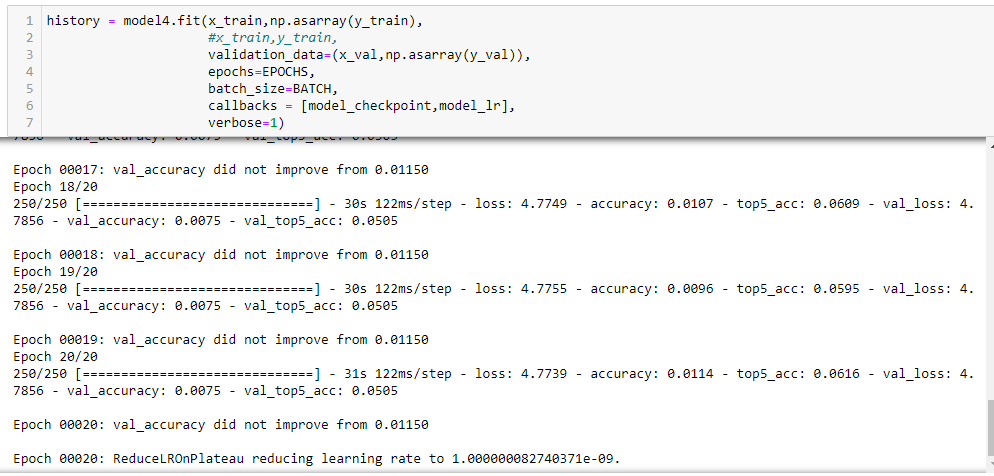 1 history = model4.fit(x_train,np.asarray(y_train),
2 #x_train,y_train,
3 validation_data=(x_val,np.asarray(y_val)),
4 epochs=EPOCHS,
5 batch_size=BATCH,
6 callbacks = [model_checkpoint,model_lr],
7 verbose=1)
7856 - val_accuracy: 0.0075 - val_top5_acc: 0.0505
Epoch 00017: val_accuracy did not improve from 0.01150
Epoch 18/20
250/250 [==============================] - 30s 122ms/step - loss: 4.7749 - accuracy: 0.0107 - top5_acc: 0.0609 - val_loss: 4.
7856 - val_accuracy: 0.0075 - val_top5_acc: 0.0505
Epoch 00018: val_accuracy did not improve from 0.01150
Epoch 19/20
250/250 [==============================] - 30s 122ms/step - loss: 4.7755 - accuracy: 0.0096 - top5_acc: 0.0595 - val_loss: 4.
7856 - val_accuracy: 0.0075 - val_top5_acc: 0.0505
Epoch 00019: val_accuracy did not improve from 0.01150
Epoch 20/20
250/250 [==============================] - 31s 122ms/step - loss: 4.7739 - accuracy: 0.0114 - top5_acc: 0.0616 - val_loss: 4.
7856 - val_accuracy: 0.0075 - val_top5_acc: 0.0505
Epoch 00020: val_accuracy did not improve from 0.01150
Epoch 00020: ReduceLROnPlateau reducing learning rate to 1.000000082740371e-09.